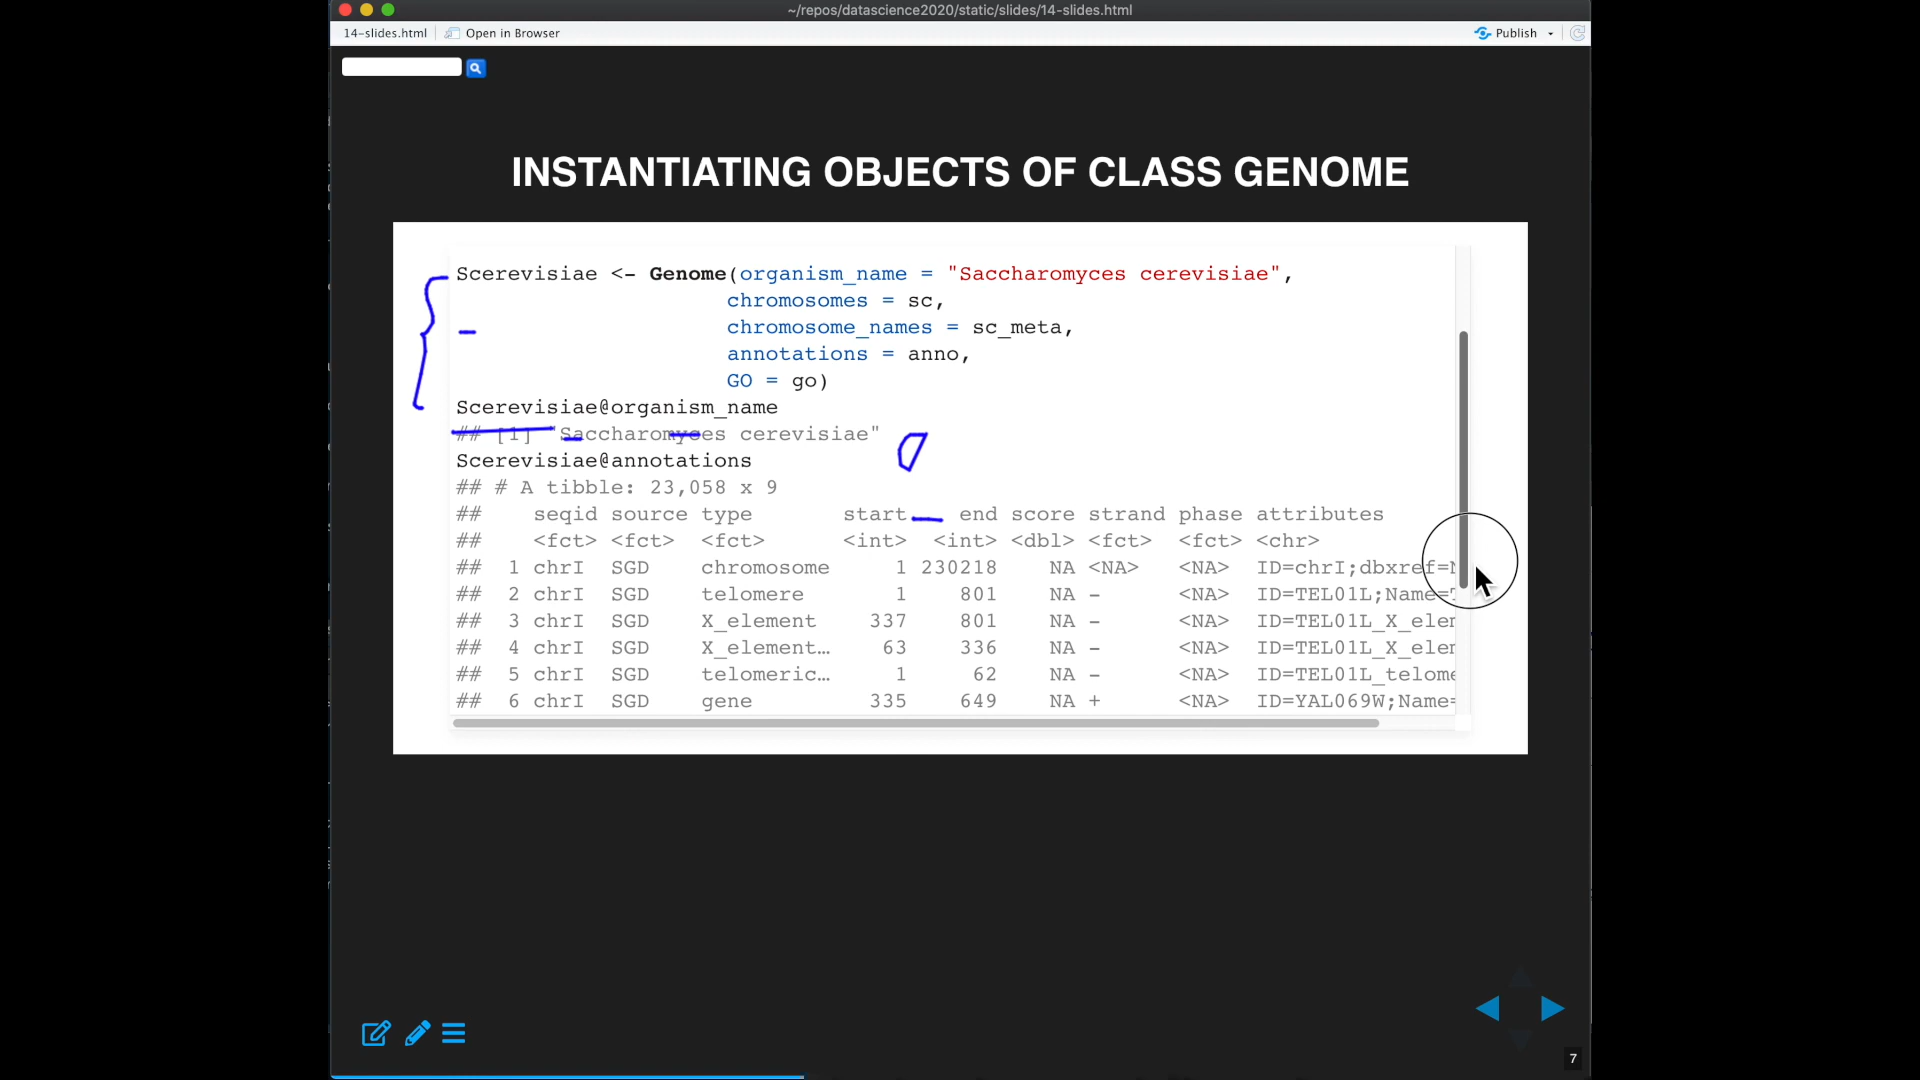 ~/repos/datascience2020/static/slides/14-slides.html
14-slides.html Open in Browser Publish
INSTANTIATING OBJECTS OF CLASS GENOME
Scerevisiae <- Genome(organism_name = "Saccharomyces cerevisiae",
chromosomes = sc,
chromosome_names = sc_meta,
annotations = anno,
GO = go)
Scerevisiae@organism_name
## [1] "Saccharomyces cerevisiae"
Scerevisiae@annotations
## # A tibble: 23,058 x 9
## seqid source type start end score strand phase attributes
## <fct> <fct> <fct> <int> <int> <dbl> <fct> <fct> <chr>
## 1 chrI SGD chromosome 1 230218 NA <NA> <NA> ID=chrI;dbxref=N
## 2 chrI SGD telomere 1 801 NA - <NA> ID=TEL01L;Name=T
## 3 chrI SGD X_element 337 801 NA - <NA> ID=TEL01L_X_elem
## 4 chrI SGD X_element… 63 336 NA - <NA> ID=TEL01L_X_elem
## 5 chrI SGD telomeric… 1 62 NA - <NA> ID=TEL01L_telome
## 6 chrI SGD gene 335 649 NA + <NA> ID=YAL069W;Name=
7